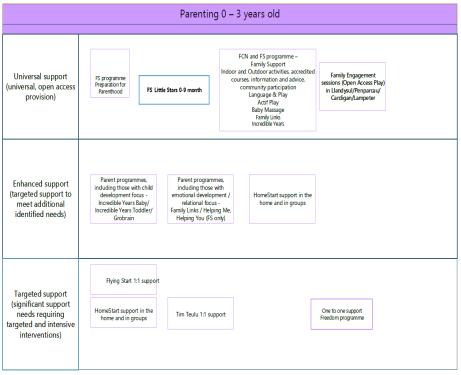 Parenting 0 – 3 years old
Universal support
(universal, open access
provision)
FS programme
Preparation for
Parenthood
FS Little Stars 0-9 month
FCN and FS programme –
Family Support
Indoor and Outdoor activities, accredited
courses, information and advice,
community participation
Language & Play
Actif Play
Baby Massage
Family Links
Incredible Years
Family Engagement
sessions (Open Access Play)
in Llandysul/Penparcau/
Cardigan/Lampeter
Enhanced support
(targeted support to
meet additional
identified needs)
Parent programmes,
including those with child
development focus -
Incredible Years Baby/
Incredible Years Toddler/
Grobrain
Parent programmes,
including those with
emotional development /
relational focus -
Family Links / Helping Me,
Helping You (FS only)
HomeStart support in the
home and in groups
Targeted support
(significant support
needs requiring
targeted and intensive
interventions)
Flying Start 1:1 support
HomeStart support in the
home and in groups
Tim Teulu 1:1 support
One to one support
Freedom programme